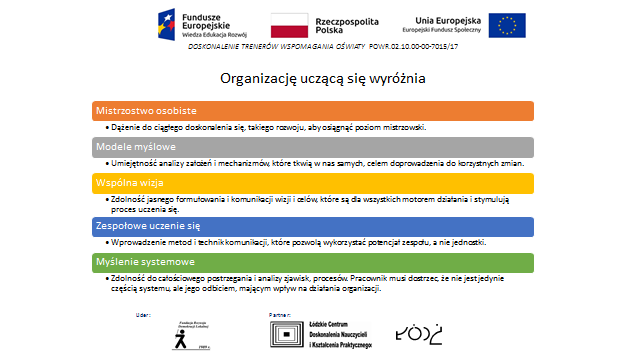 Fundusze
Europejskie
Wiedza Edukacja Rozwój
Rzeczpospolita
Polska
Unia Europejska
Europejski Fundusz Społeczny
DOSKONALENIE TRENERÓW WSPOMAGANIA OŚWIATY POWR.02.10.00-00-7015/17
Organizację uczącą się wyróżnia
Mistrzostwo osobiste
• Dążenie do ciągłego doskonalenia się, takiego rozwoju, aby osiągnąć poziom mistrzowski.
Modele myślowe
• Umiejętność analizy założeń i mechanizmów, które tkwią w nas samych, celem doprowadzenia do korzystnych zmian.
Wspólna wizja
• Zdolność jasnego formułowania i komunikacji wizji i celów, które są dla wszystkich motorem działania i stymulują
proces uczenia się.
Zespołowe uczenie się
• Wprowadzenie metod i technik komunikacji, które pozwolą wykorzystać potencjał zespołu, a nie jednostki.
Myślenie systemowe
• Zdolność do całościowego postrzegania i analizy zjawisk, procesów. Pracownik musi dostrzec, że nie jest jedynie
częścią systemu, ale jego odbiciem, mającym wpływ na działania organizacji.
Lider:
Partner:
Fundacja Rozwoju
Demokracji Lokalnej
Łódzkie Centrum
Doskonalenia Nauczycieli
i Kształcenia Praktycznego